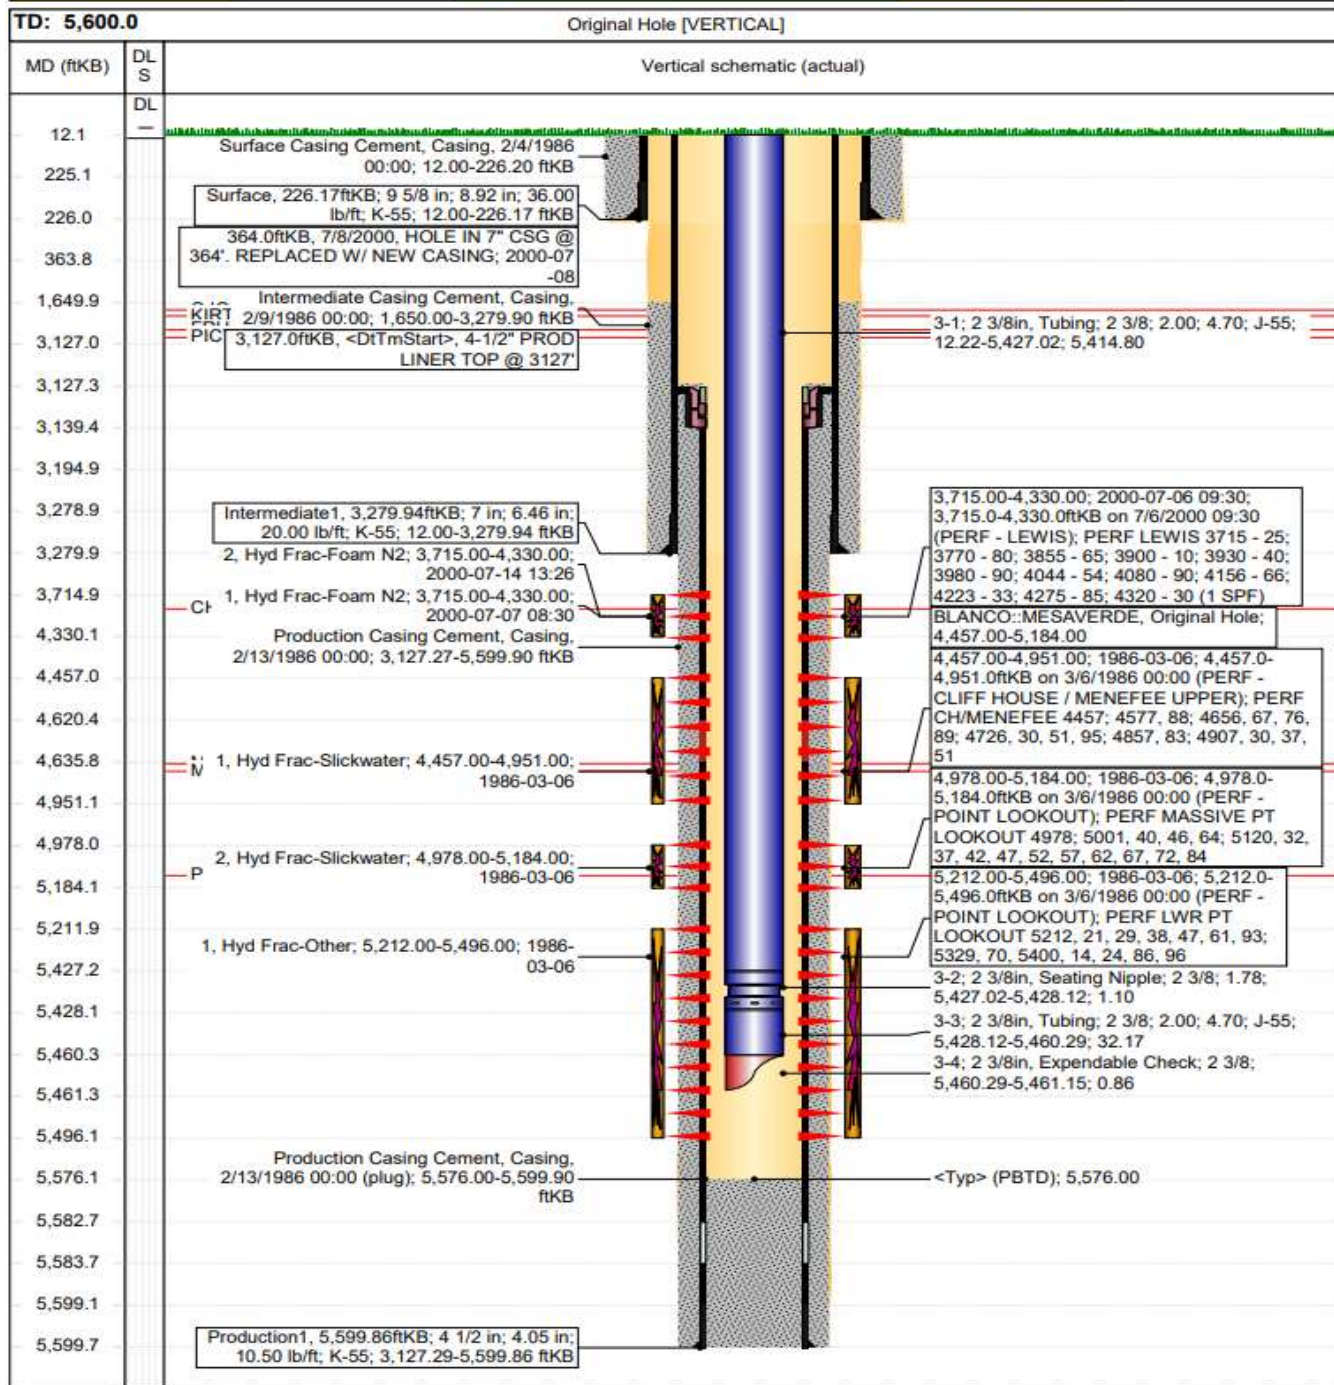 TD: 5,600.0
Original Hole [VERTICAL]
MD (ftKB)
DL
S
Vertical schematic (actual)
DL
12.1
225.1
226.0
363.8
1,649.9
3,127.0
3,127.3
3,139.4
3,194.9
3,278.9
3,279.9
3,714.9
4,330.1
4,457.0
4,620.4
4,635.8
4,951.1
4,978.0
5,184.1
5,211.9
5,427.2
5,428.1
5,460.3
5,461.3
5,496.1
5,576.1
5,582.7
5,583.7
5,599.1
5,599.7
Surface Casing Cement, Casing, 2/4/1986
00:00; 12.00-226.20 ftKB
Surface, 226.17ftKB; 9 5/8 in; 8.92 in; 36.00
lb/ft; K-55; 12.00-226.17 ftKB
364.0ftKB, 7/8/2000, HOLE IN 7" CSG @
364'. REPLACED W/ NEW CASING; 2000-07
-08
Intermediate Casing Cement, Casing,
2/9/1986 00:00; 1,650.00-3,279.90 ftKB
KIRT
PIC
3,127.0ftKB, <DtTmStart>, 4-1/2" PROD
LINER TOP @ 3127'
Intermediate1, 3,279.94ftKB; 7 in; 6.46 in;
20.00 lb/ft; K-55; 12.00-3,279.94 ftKB
2, Hyd Frac-Foam N2; 3,715.00-4,330.00;
2000-07-14 13:26
1, Hyd Frac-Foam N2; 3,715.00-4,330.00;
2000-07-07 08:30
Production Casing Cement, Casing,
2/13/1986 00:00; 3,127.27-5,599.90 ftKB
1, Hyd Frac-Slickwater; 4,457.00-4,951.00;
1986-03-06
M
2, Hyd Frac-Slickwater; 4,978.00-5,184.00;
1986-03-06
P
1, Hyd Frac-Other; 5,212.00-5,496.00; 1986-
03-06
Production Casing Cement, Casing,
2/13/1986 00:00 (plug); 5,576.00-5,599.90
ftKB
Production1, 5,599.86ftKB; 4 1/2 in; 4.05 in;
10.50 lb/ft; K-55; 3,127.29-5,599.86 ftKB
3-1; 2 3/8in, Tubing; 2 3/8; 2.00; 4.70; J-55;
12.22-5,427.02; 5,414.80
3,715.00-4,330.00; 2000-07-06 09:30;
3,715.0-4,330.0ftKB on 7/6/2000 09:30
(PERF - LEWIS); PERF LEWIS 3715 - 25;
3770 - 80; 3855 - 65; 3900 - 10; 3930 - 40;
3980 - 90; 4044 - 54; 4080 - 90; 4156 - 66;
4223 - 33; 4275 - 85; 4320 - 30 (1 SPF)
BLANCO::MESAVERDE, Original Hole;
4,457.00-5,184.00
4,457.00-4,951.00; 1986-03-06; 4,457.0-
4,951.0ftKB on 3/6/1986 00:00 (PERF -
CLIFF HOUSE / MENEFEE UPPER); PERF
CH/MENEFEE 4457; 4577, 88; 4656, 67, 76,
89; 4726, 30, 51, 95; 4857, 83; 4907, 30, 37,
51
4,978.00-5,184.00; 1986-03-06; 4,978.0-
5,184.0ftKB on 3/6/1986 00:00 (PERF -
POINT LOOKOUT); PERF MASSIVE PT
LOOKOUT 4978; 5001, 40, 46, 64; 5120, 32,
37, 42, 47, 52, 57, 62, 67, 72, 84
5,212.00-5,496.00; 1986-03-06; 5,212.0-
5,496.0ftKB on 3/6/1986 00:00 (PERF -
POINT LOOKOUT); PERF LWR PT
LOOKOUT 5212, 21, 29, 38, 47, 61, 93;
5329, 70, 5400, 14, 24, 86, 96
3-2; 2 3/8in, Seating Nipple; 2 3/8; 1.78;
5,427.02-5,428.12; 1.10
3-3; 2 3/8in, Tubing; 2 3/8; 2.00; 4.70; J-55;
5,428.12-5,460.29; 32.17
3-4; 2 3/8in, Expendable Check; 2 3/8;
5,460.29-5,461.15; 0.86
<Typ> (PBTD); 5,576.00